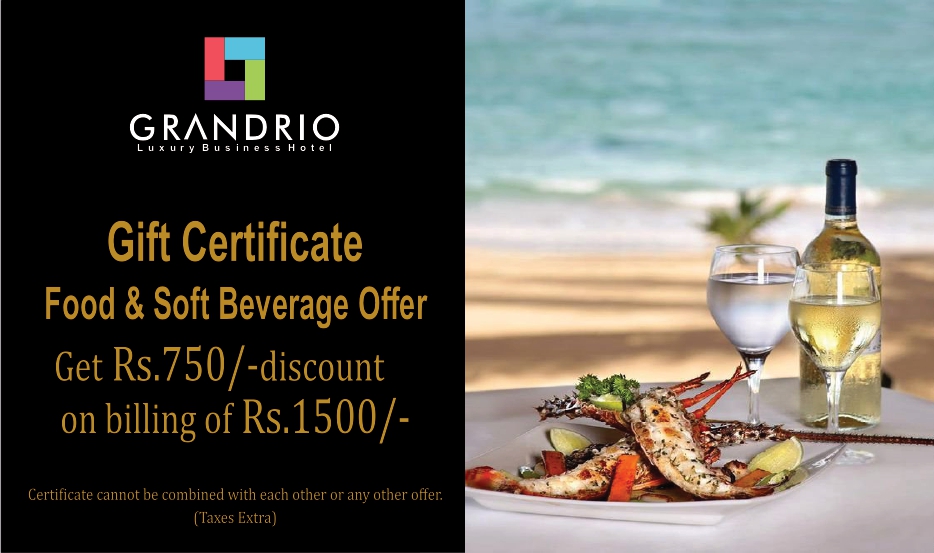 GRANDRIO
Luxury Business Hotel
Gift Certificate
Food & Soft Beverage Offer
Get Rs.750/-discount
on billing of Rs.1500/-
Certificate cannot be combined with each other or any other offer.
(Taxes Extra)